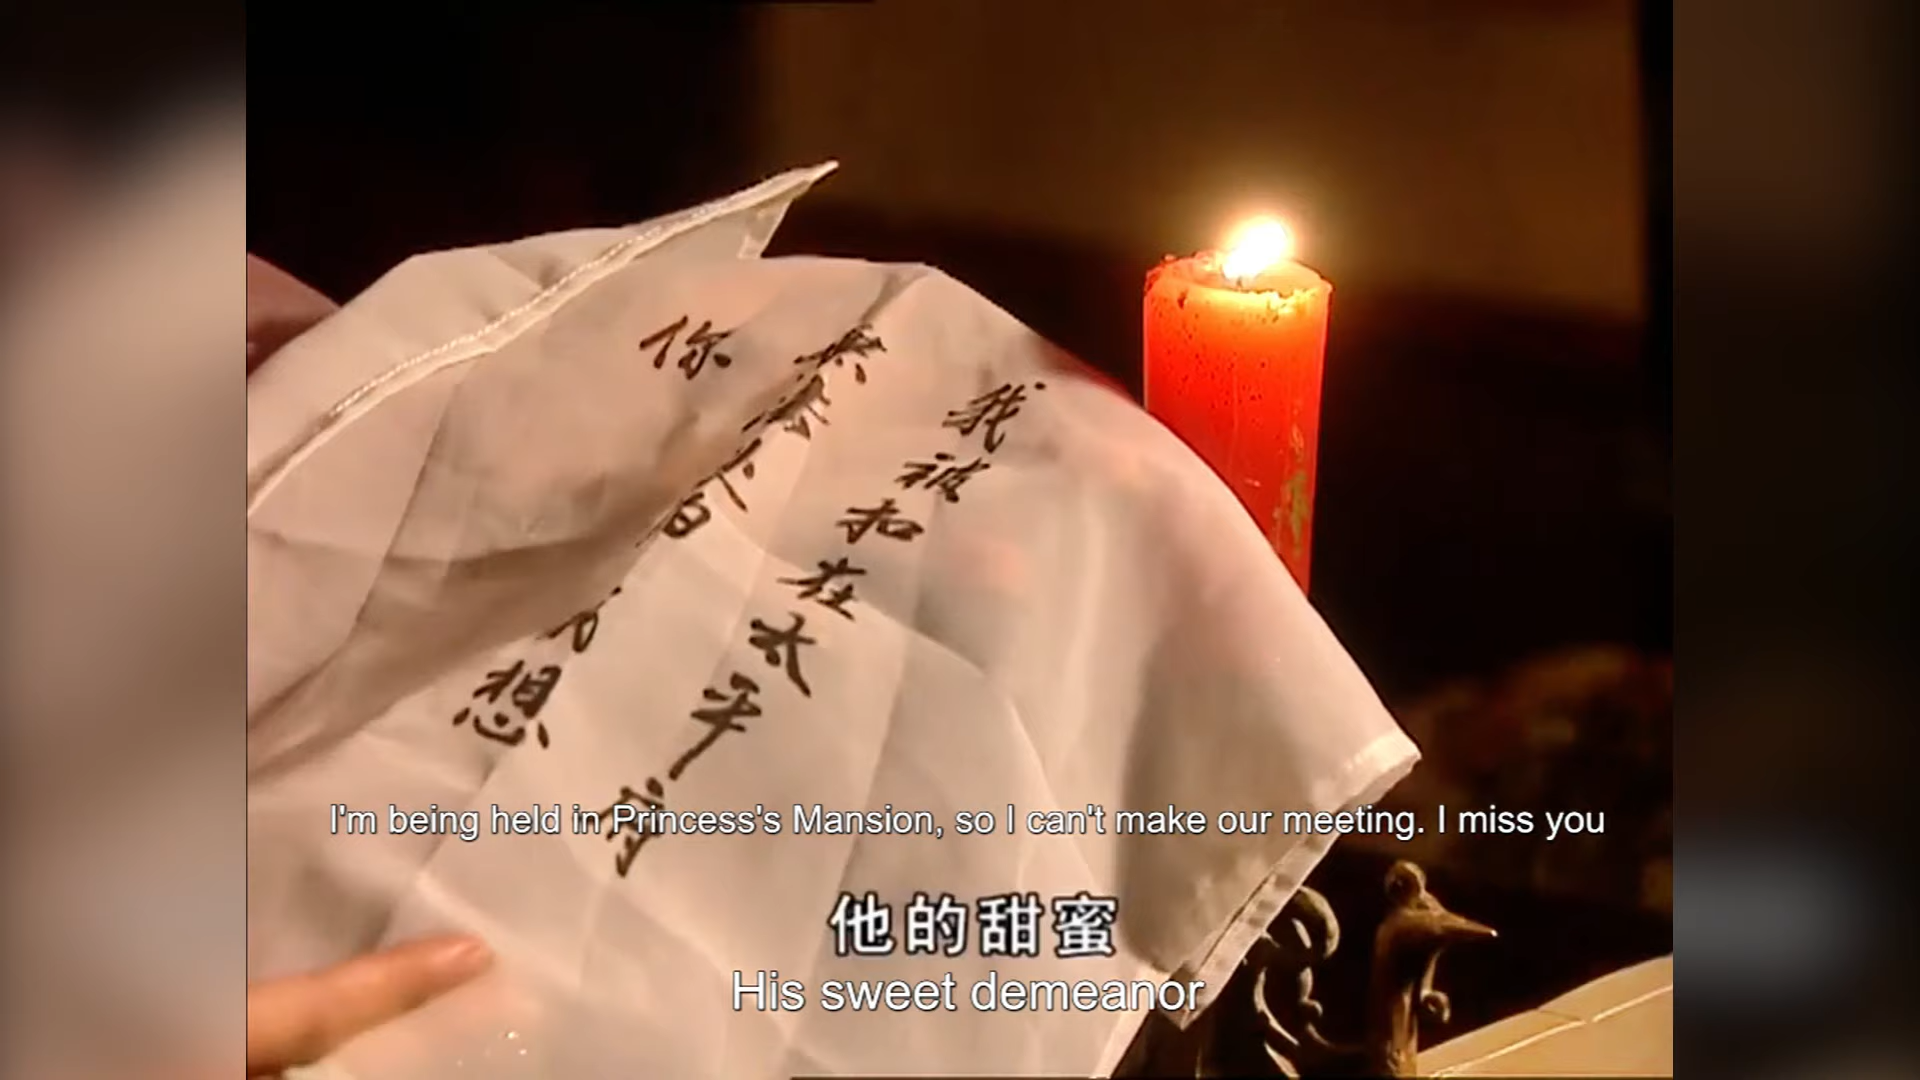 我被扣在太平府
想
你
I'm being held in Princess's Mansion, so I can't make our meeting. I miss you
他的甜蜜
His sweet demeanor